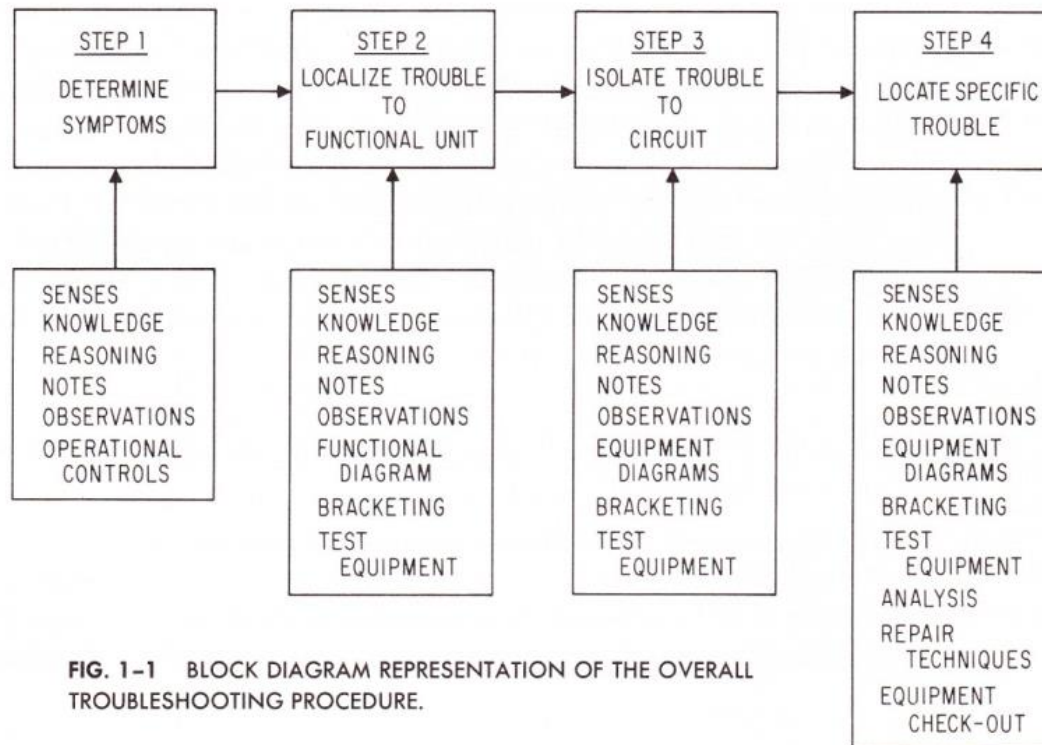 STEP 1
DETERMINE
SYMPTOMS
STEP 2
LOCALIZE TROUBLE
TO
FUNCTIONAL UNIT
STEP 3
ISOLATE TROUBLE
TO
CIRCUIT
STEP 4
LOCATE SPECIFIC
TROUBLE
SENSES
KNOWLEDGE
REASONING
NOTES
OBSERVATIONS
OPERATIONAL
CONTROLS
SENSES
KNOWLEDGE
REASONING
NOTES
OBSERVATIONS
FUNCTIONAL
DIAGRAM
BRACKETING
TEST
EQUIPMENT
SENSES
KNOWLEDGE
REASONING
NOTES
OBSERVATIONS
EQUIPMENT
DIAGRAMS
BRACKETING
TEST
EQUIPMENT
SENSES
KNOWLEDGE
REASONING
NOTES
OBSERVATIONS
EQUIPMENT
DIAGRAMS
BRACKETING
TEST
EQUIPMENT
ANALYSIS
REPAIR
TECHNIQUES
EQUIPMENT
CHECK-OUT
FIG. 1–1 BLOCK DIAGRAM REPRESENTATION OF THE OVERALL
TROUBLESHOOTING PROCEDURE.